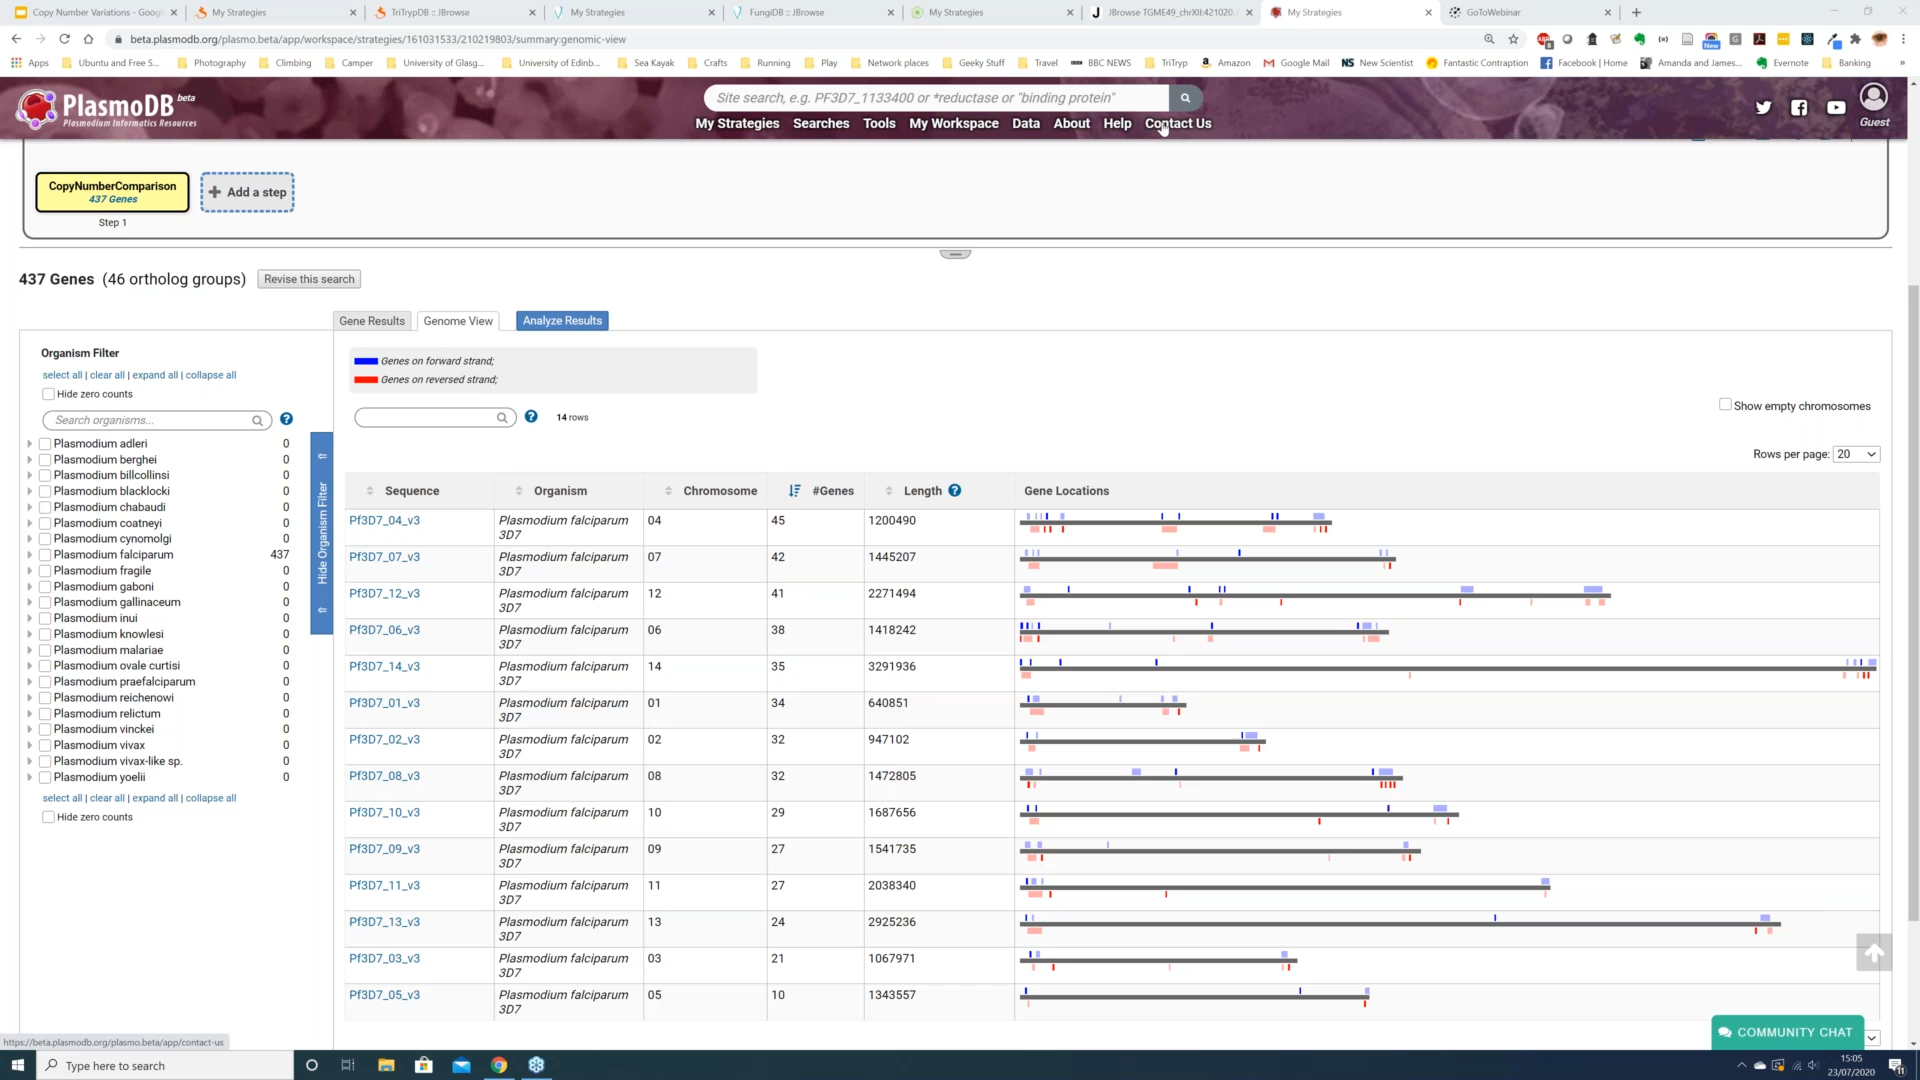 Copy Number Variations - Googl
My Strategies
TriTrypDB :: JBrowse
My Strategies
FungiDB :: JBrowse
My Strategies
JBrowse TGME49_chrXII:421020.
My Strategies
GoToWebinar
beta.plasmodb.org/plasmo.beta/app/workspace/strategies/161031533/210219803/summary:genomic-view
Apps
Ubuntu and Free S...
Photography
Climbing
Camper
University of Glasg...
University of Edinb...
Sea Kayak
Crafts
Running
Play
Network places
Geeky Stuff
Travel
BBC NEWS
TriTryp
Amazon
Google Mail
NS New Scientist
Fantastic Contraption
Facebook | Home
Amanda and James...
Evernote
Banking
PlasmoDB beta
Plasmodium Informatics Resources
Site search, e.g. PF3D7_1133400 or *reductase or "binding protein"
My Strategies Searches Tools My Workspace Data About Help Contact Us
Guest
CopyNumberComparison
437 Genes
Add a step
Step 1
437 Genes (46 ortholog groups) Revise this search
Gene Results Genome View Analyze Results
Organism Filter
select all | clear all | expand all | collapse all
Hide zero counts
Search organisms...
Plasmodium adleri 0
Plasmodium berghei 0
Plasmodium billcollinsi 0
Plasmodium blacklocki 0
Plasmodium chabaudi 0
Plasmodium coatneyi 0
Plasmodium cynomolgi 0
Plasmodium falciparum 437
Plasmodium fragile 0
Plasmodium gaboni 0
Plasmodium gallinaceum 0
Plasmodium inui 0
Plasmodium knowlesi 0
Plasmodium malariae 0
Plasmodium ovale curtisi 0
Plasmodium praefalciparum 0
Plasmodium reichenowi 0
Plasmodium relictum 0
Plasmodium vinckei 0
Plasmodium vivax 0
Plasmodium vivax-like sp. 0
Plasmodium yoelii 0
select all | clear all | expand all | collapse all
Hide zero counts
Hide Organism Filter
Genes on forward strand;
Genes on reversed strand;
14 rows
Show empty chromosomes
Rows per page: 20
Sequence Organism Chromosome #Genes Length Gene Locations
Pf3D7_04_v3 Plasmodium falciparum 04 45 1200490
3D7
Pf3D7_07_v3 Plasmodium falciparum 07 42 1445207
3D7
Pf3D7_12_v3 Plasmodium falciparum 12 41 2271494
3D7
Pf3D7_06_v3 Plasmodium falciparum 06 38 1418242
3D7
Pf3D7_14_v3 Plasmodium falciparum 14 35 3291936
3D7
Pf3D7_01_v3 Plasmodium falciparum 01 34 640851
3D7
Pf3D7_02_v3 Plasmodium falciparum 02 32 947102
3D7
Pf3D7_08_v3 Plasmodium falciparum 08 32 1472805
3D7
Pf3D7_10_v3 Plasmodium falciparum 10 29 1687656
3D7
Pf3D7_09_v3 Plasmodium falciparum 09 27 1541735
3D7
Pf3D7_11_v3 Plasmodium falciparum 11 27 2038340
3D7
Pf3D7_13_v3 Plasmodium falciparum 13 24 2925236
3D7
Pf3D7_03_v3 Plasmodium falciparum 03 21 1067971
3D7
Pf3D7_05_v3 Plasmodium falciparum 05 10 1343557
3D7
COMMUNITY CHAT
https://beta.plasmodb.org/plasmo.beta/app/contact-us
Type here to search
15:05
23/07/2020